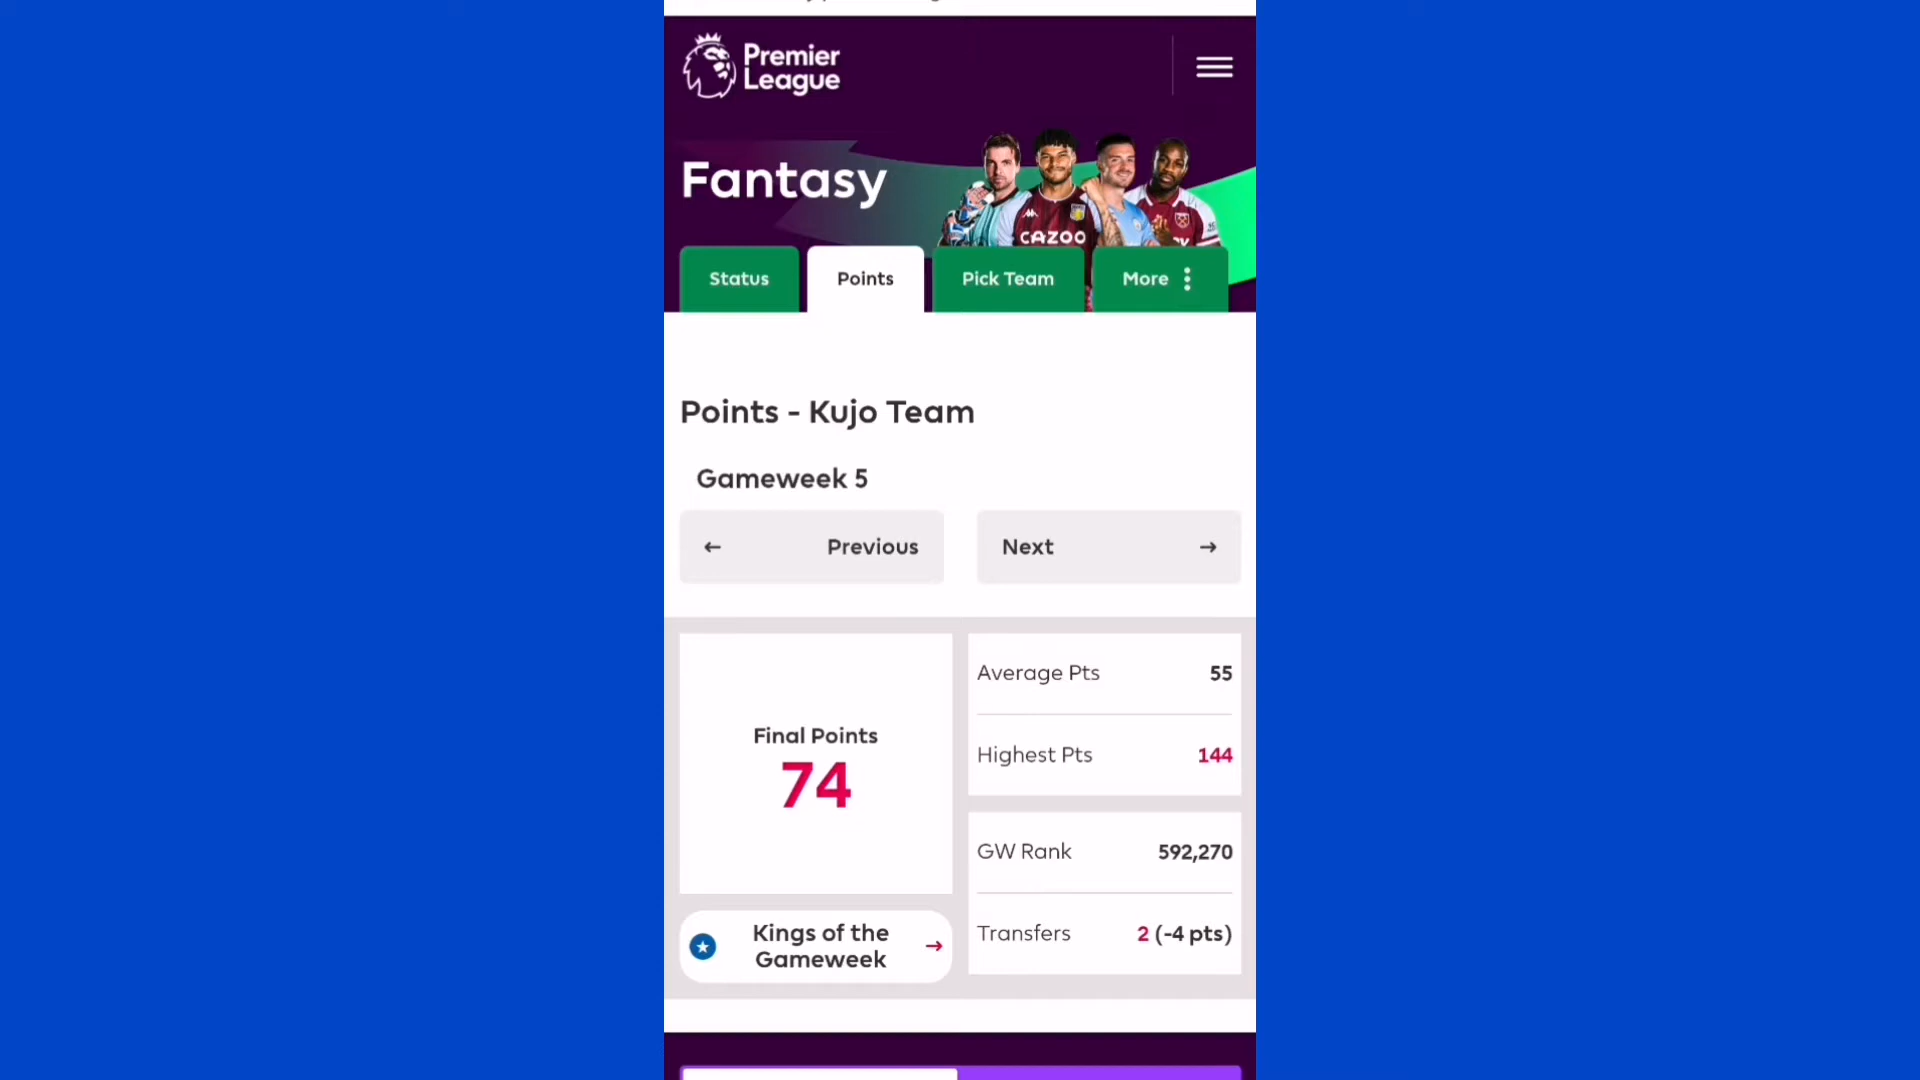 Premier
League
Fantasy
CAZOO
Status
Points
Pick Team
More
Points - Kujo Team
Gameweek 5
← Previous
Next →
Average Pts 55
Highest Pts 144
Final Points
74
GW Rank 592,270
Transfers 2 (-4 pts)
Kings of the
Gameweek →